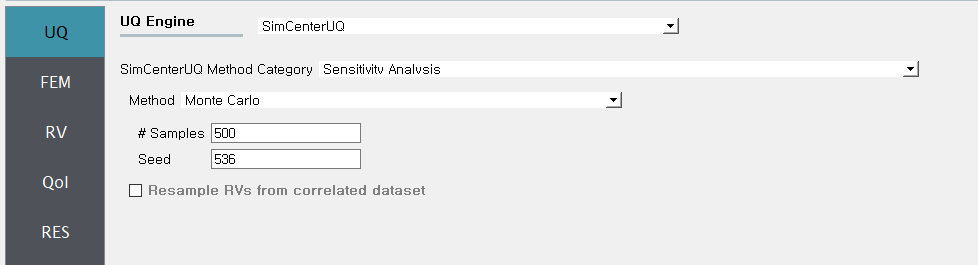 UQ
UQ Engine
SimCenterUQ
FEM
SimCenterUQ Method Category
Sensitivity Analysis
Method
Monte Carlo
RV
# Samples
500
Seed
536
QoI
Resample RVs from correlated dataset
RES